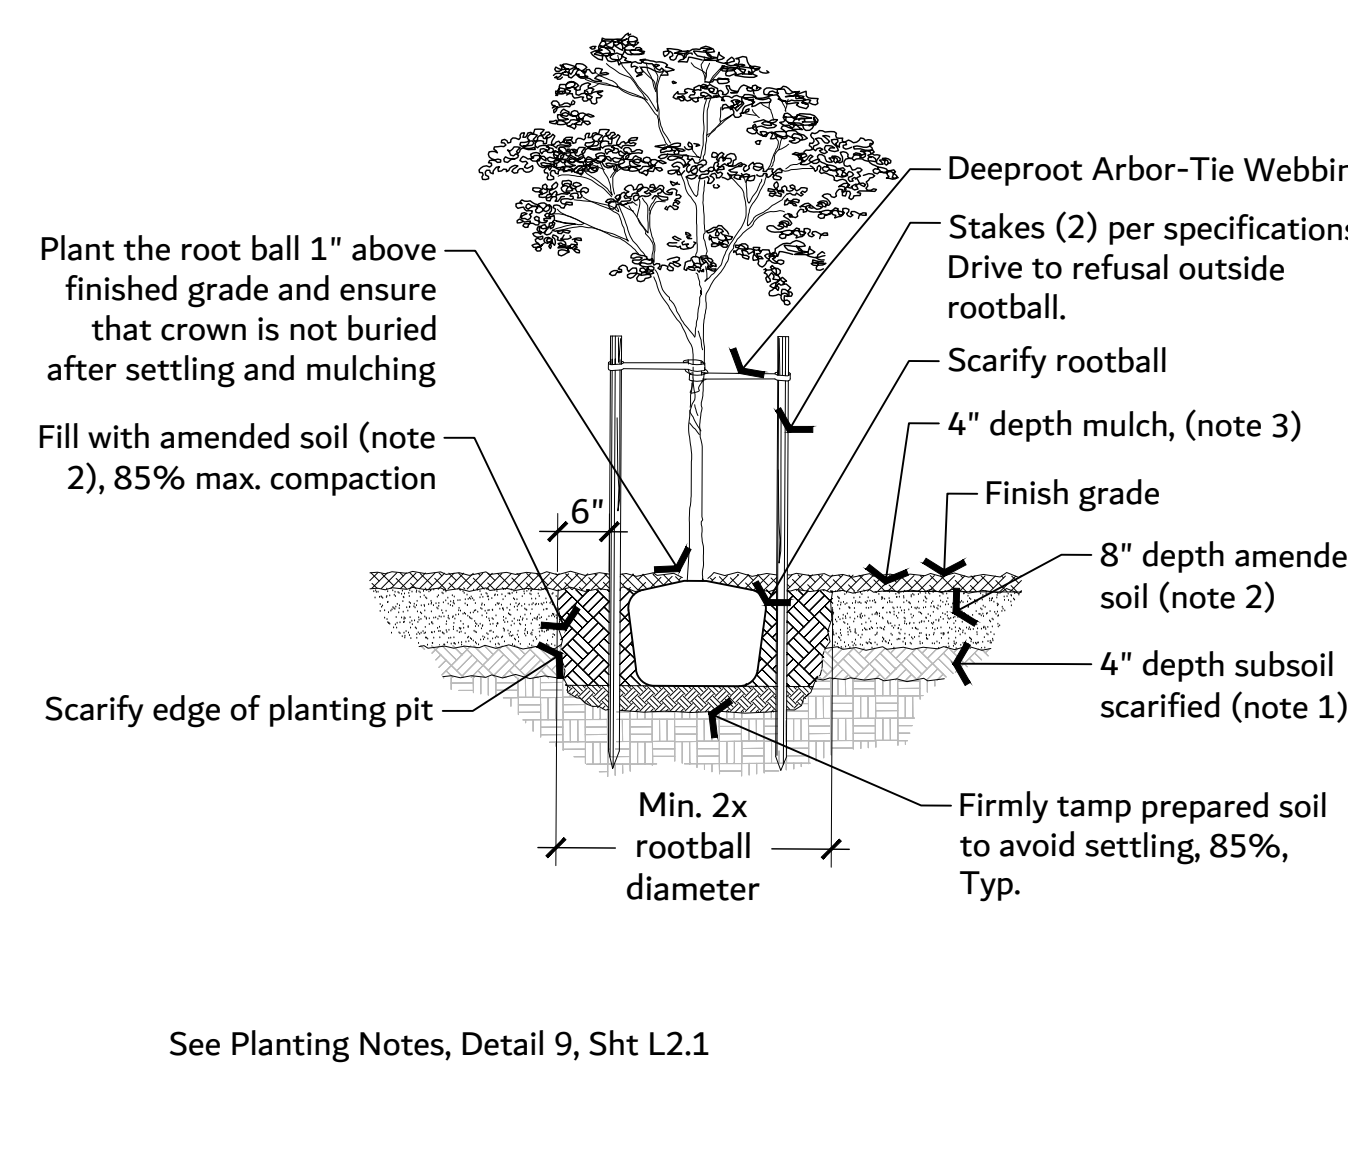 Deeproot Arbor-Tie
Stakes (2) per
Drive to refusal outside
rootball.
Plant the root ball 1" above
finished grade and ensure
that crown is not buried
after settling and mulching
Scarify rootball
4" depth mulch, (note 3)
Fill with amended soil (note
2), 85% max. compaction
Finish grade
6"
8" depth
soil (note 2)
4" depth subsoil
scarified (note 1)
Scarify edge of planting pit
Min. 2x
rootball
diameter
Firmly tamp prepared soil
to avoid settling, 85%,
Typ.
See Planting Notes, Detail 9, Sht L2.1